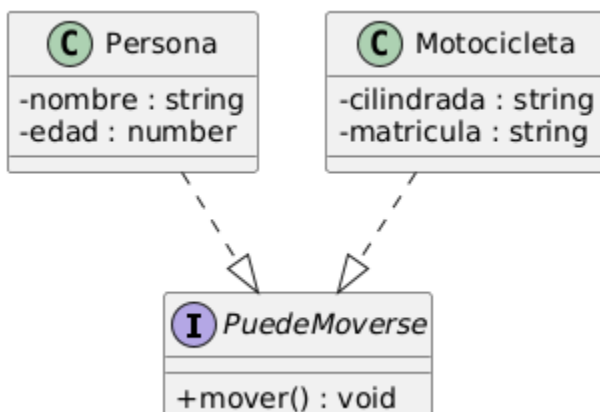 C Persona
-nombre : string
-edad : number
C Motocicleta
-cilindrada : string
-matricula : string
I PuedeMoverse
+mover() : void